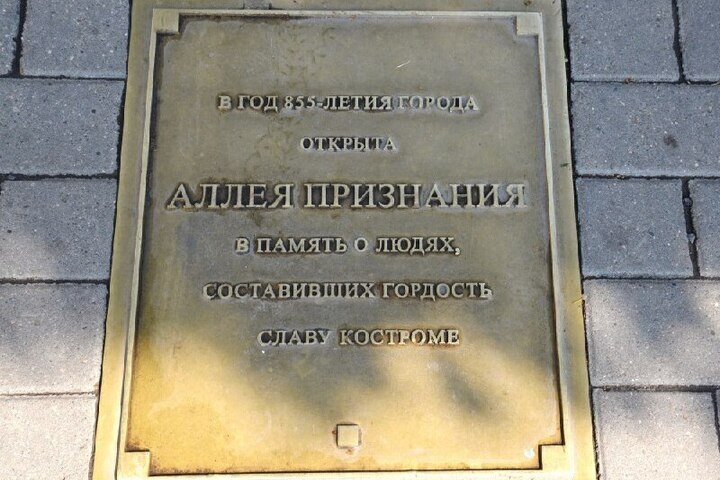 В ГОД 855-ЛЕТИЯ ГОРОДА
ОТКРЫТА
АЛЛЕЯ ПРИЗНАНИЯ
В ПАМЯТЬ О ЛЮДЯХ,
СОСТАВИВШИХ ГОРДОСТЬ
СЛАВУ КОСТРОМЕ